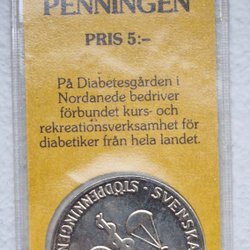 PENNINGEN
PRIS 5:–
På Diabetesgården i
Nordanede bedriver
förbundet kurs- och
rekreationsverksamhet för
diabetiker från hela landet.
STÖDPENNINGEN · SVENSKA